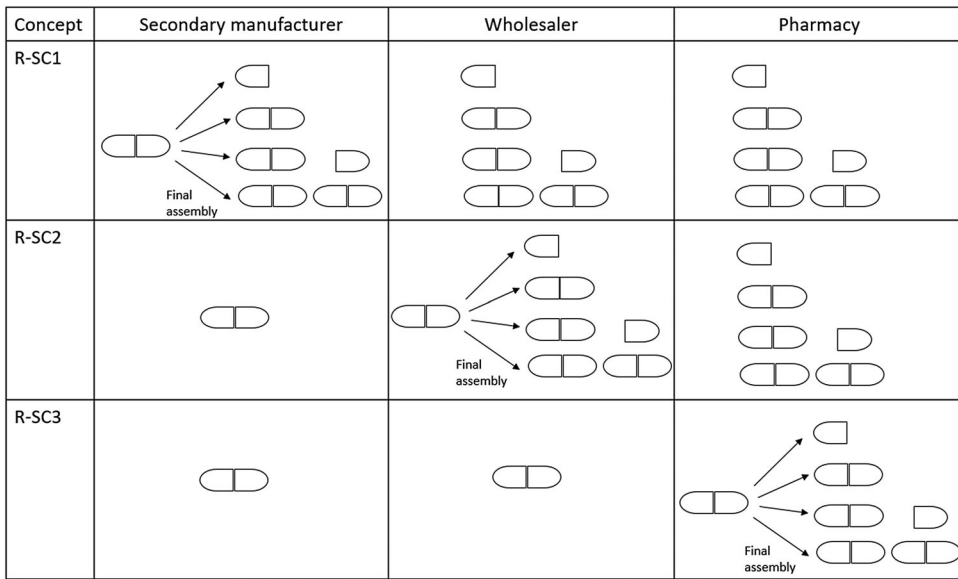 Concept
Secondary manufacturer
Wholesaler
Pharmacy
R-SC1
Final
assembly
R-SC2
Final
assembly
R-SC3
Final
assembly